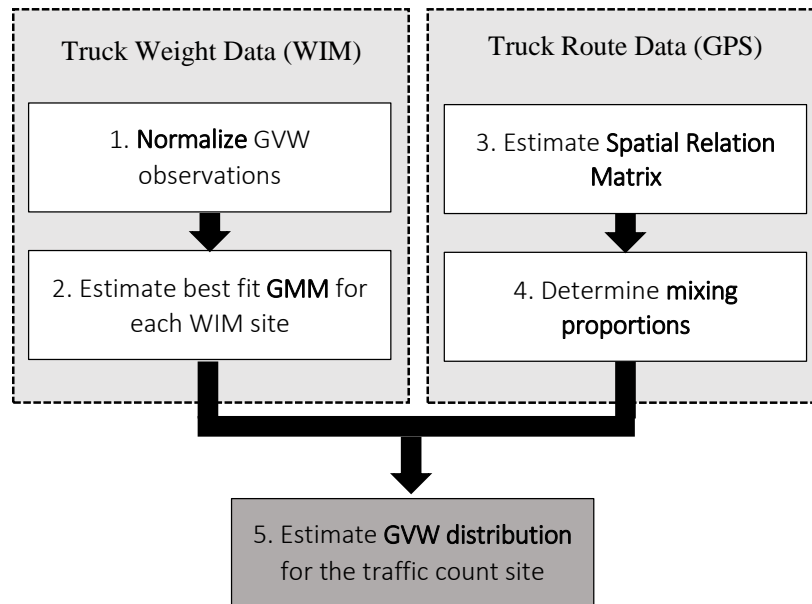 Truck Weight Data (WIM)
1. Normalize GVW
observations
2. Estimate best fit GMM for
each WIM site
Truck Route Data (GPS)
3. Estimate Spatial Relation
Matrix
4. Determine mixing
proportions
5. Estimate GVW distribution
for the traffic count site